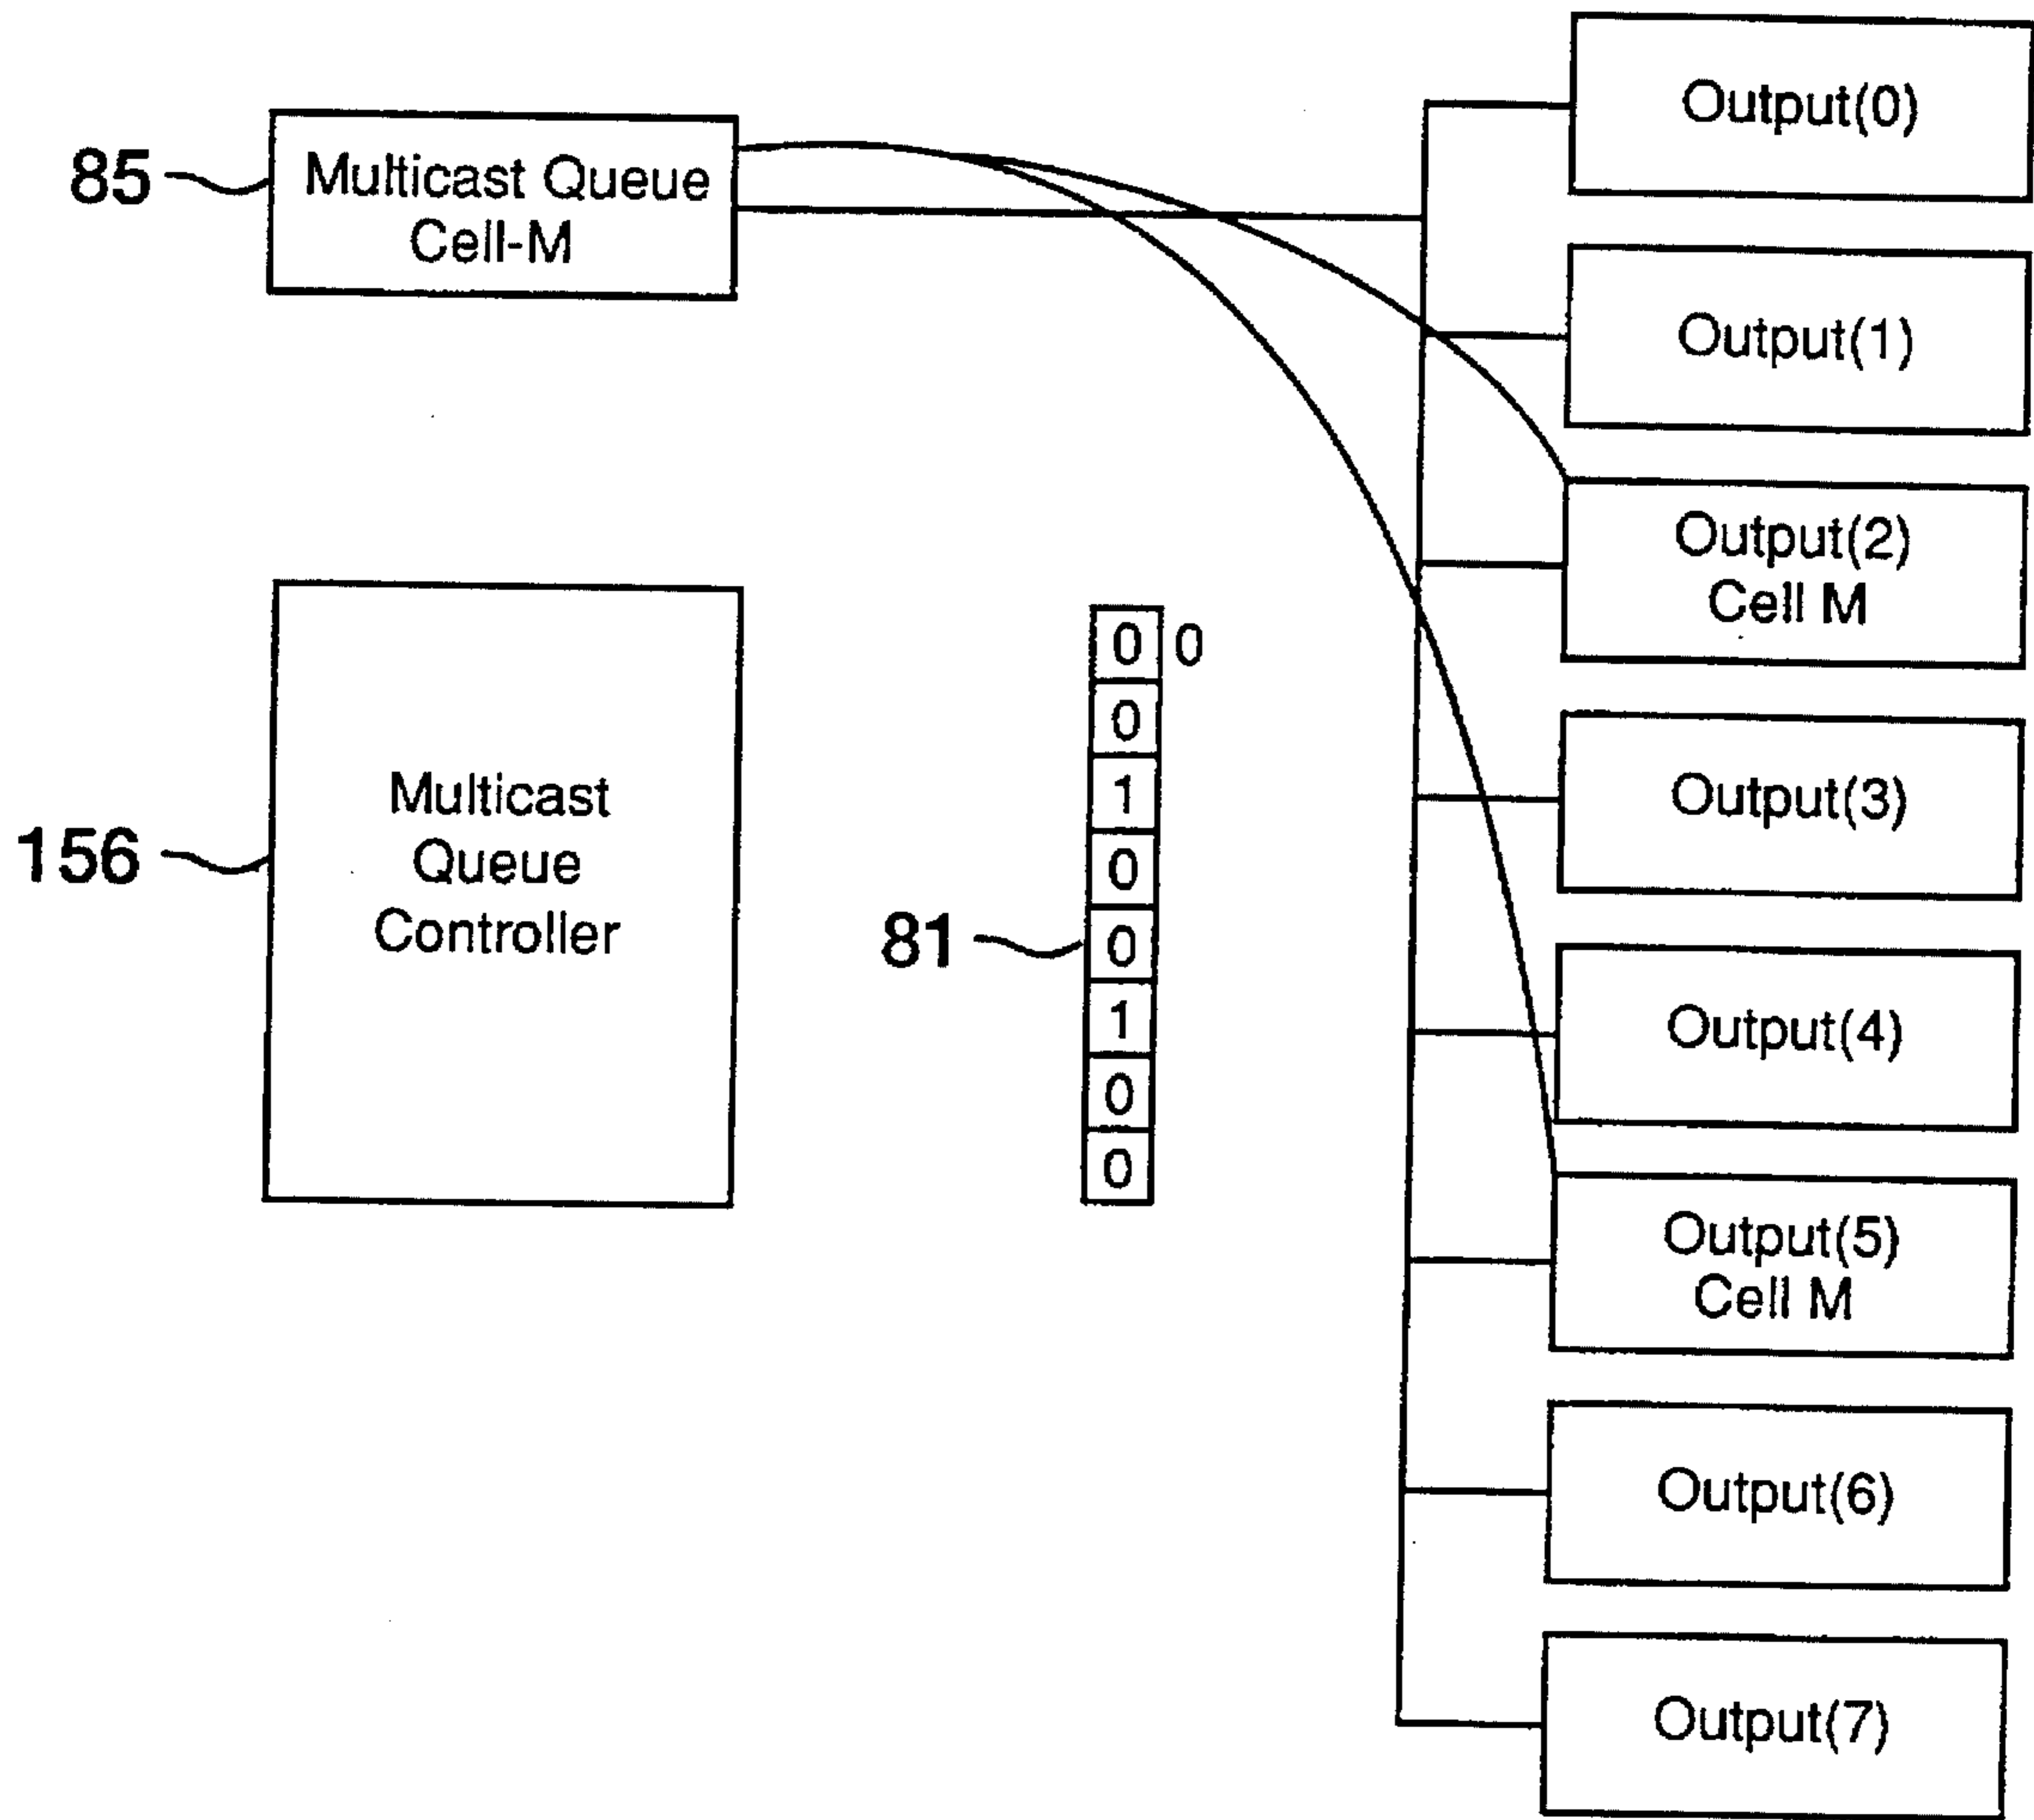 85
Multicast Queue
Cell-M
156
Multicast
Queue
Controller
81
0 0
0
1
0
0
1
0
0
Output(0)
Output(1)
Output(2)
Cell M
Output(3)
Output(4)
Output(5)
Cell M
Output(6)
Output(7)